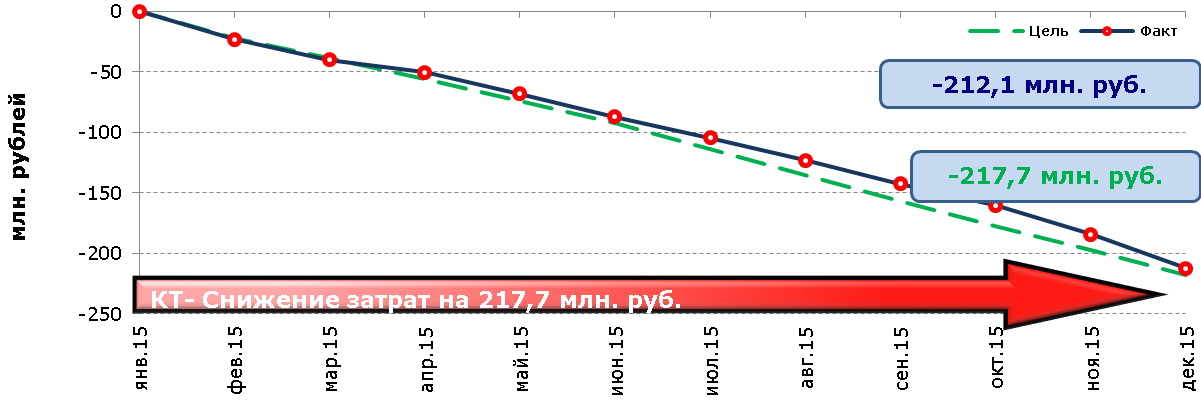 млн. рублей
0
-50
-100
-150
-200
-250
Цель
Факт
-212,1 млн. руб.
-217,7 млн. руб.
КТ- Снижение затрат на 217,7 млн. руб.
янв.15
фев.15
мар.15
апр.15
май.15
июн.15
июл.15
авг.15
сен.15
окт.15
ноя.15
дек.15